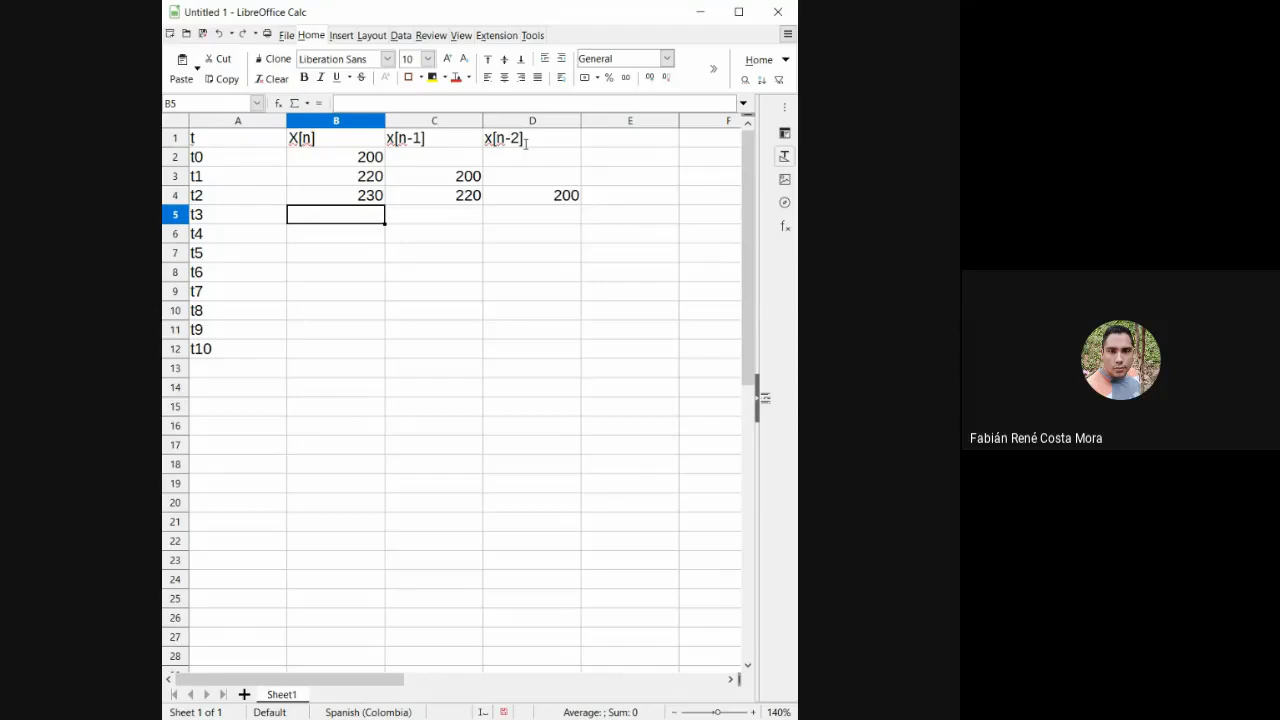 Untitled 1 - LibreOffice Calc
File Home Insert Layout Data Review View Extension Tools
Paste Cut Copy Clone Clear Liberation Sans 10 General Home
B5
A B C D E F
1 t X[n] x[n-1] x[n-2]
2 t0 200
3 t1 220 200
4 t2 230 220 200
5 t3
6 t4
7 t5
8 t6
9 t7
10 t8
11 t9
12 t10
13
14
15
16
17
18
19
20
21
22
23
24
25
26
27
28
Sheet1
Sheet 1 of 1 Default Spanish (Colombia) Average: ; Sum: 0 140%
Fabián René Costa Mora